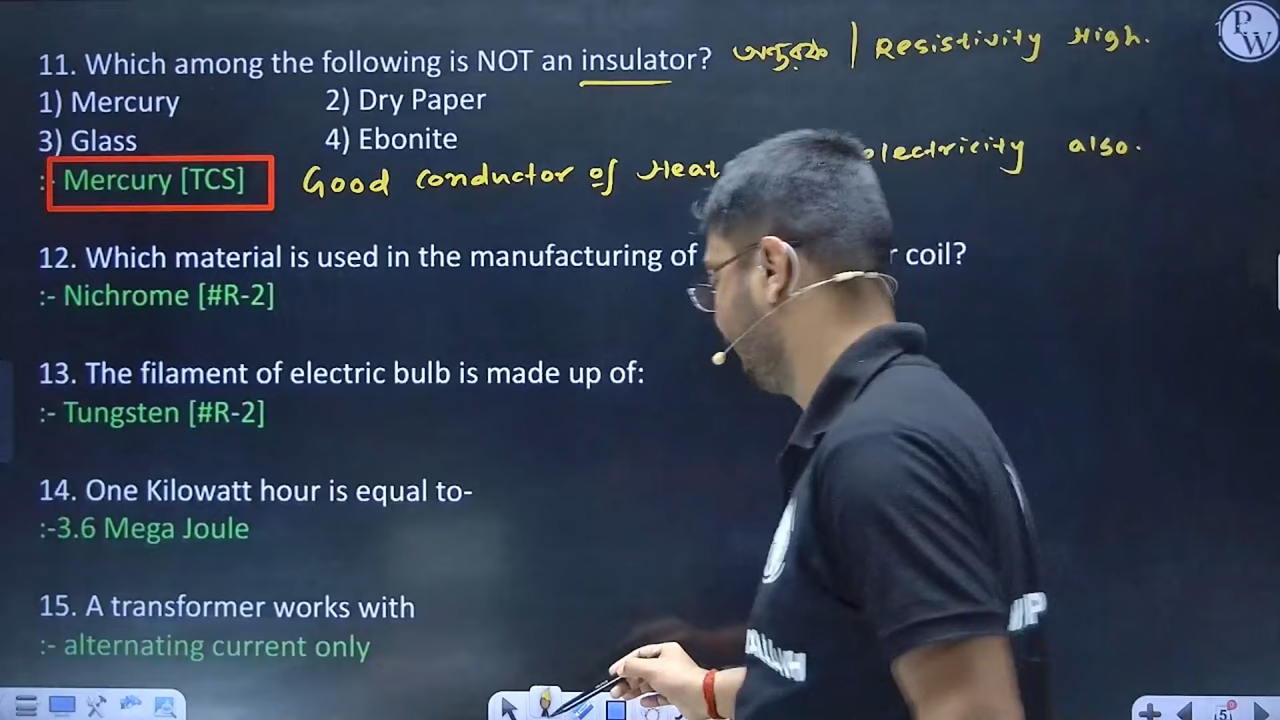 11. Which among the following is NOT an insulator? অন্তরক | Resistivity High.
1) Mercury 2) Dry Paper
3) Glass 4) Ebonite
:- Mercury [TCS] Good conductor of Heat electricity also.
12. Which material is used in the manufacturing of r coil?
:- Nichrome [#R-2]
13. The filament of electric bulb is made up of:
:- Tungsten [#R-2]
14. One Kilowatt hour is equal to-
:-3.6 Mega Joule
15. A transformer works with
:- alternating current only
PW
5